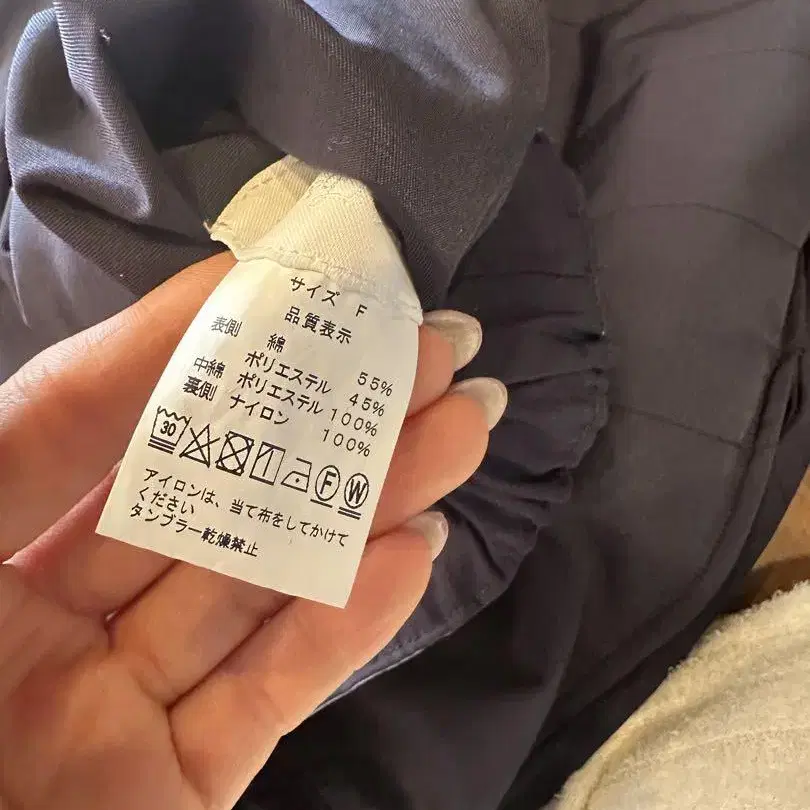 サイズ F
品質表示
表側 綿 55%
ポリエステル 45%
中綿 ポリエステル 100%
裏側 ナイロン 100%
30 F W
アイロンは、当て布をしてかけて
ください
タンブラー乾燥禁止